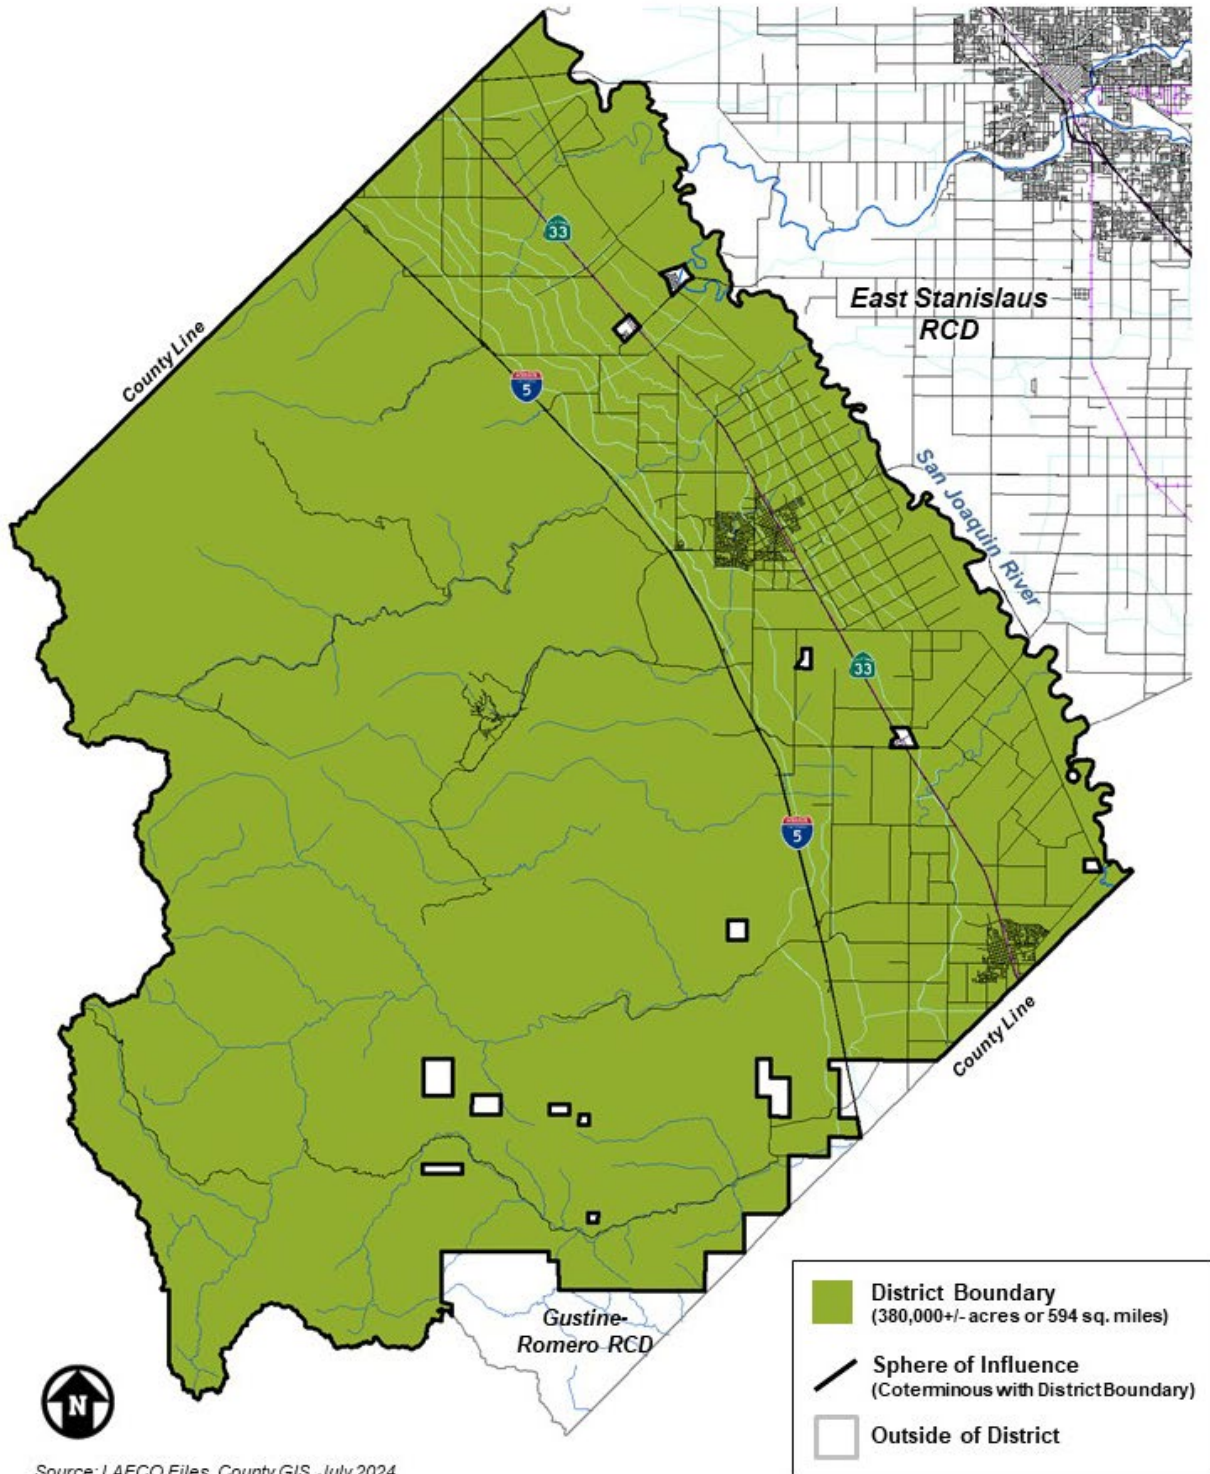 33
East Stanislaus
RCD
County Line
5
San Joaquin River
33
5
County Line
Gustine-
Romero RCD
N
District Boundary
(380,000+/- acres or 594 sq. miles)
Sphere of Influence
(Coterminous with District Boundary)
Outside of District
Source: LAFCO Files, County GIS, July 2024